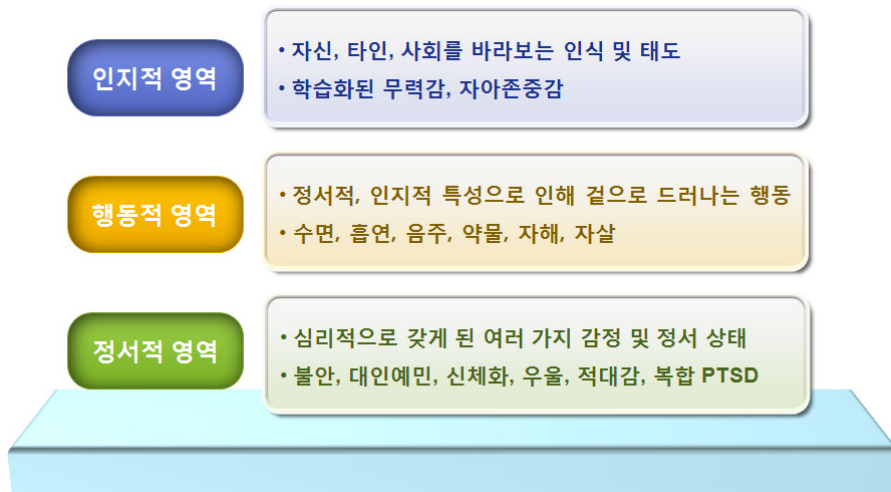 인지적 영역
• 자신, 타인, 사회를 바라보는 인식 및 태도
• 학습화된 무력감, 자아존중감
행동적 영역
• 정서적, 인지적 특성으로 인해 겉으로 드러나는 행동
• 수면, 흡연, 음주, 약물, 자해, 자살
정서적 영역
• 심리적으로 갖게 된 여러 가지 감정 및 정서 상태
• 불안, 대인예민, 신체화, 우울, 적대감, 복합 PTSD